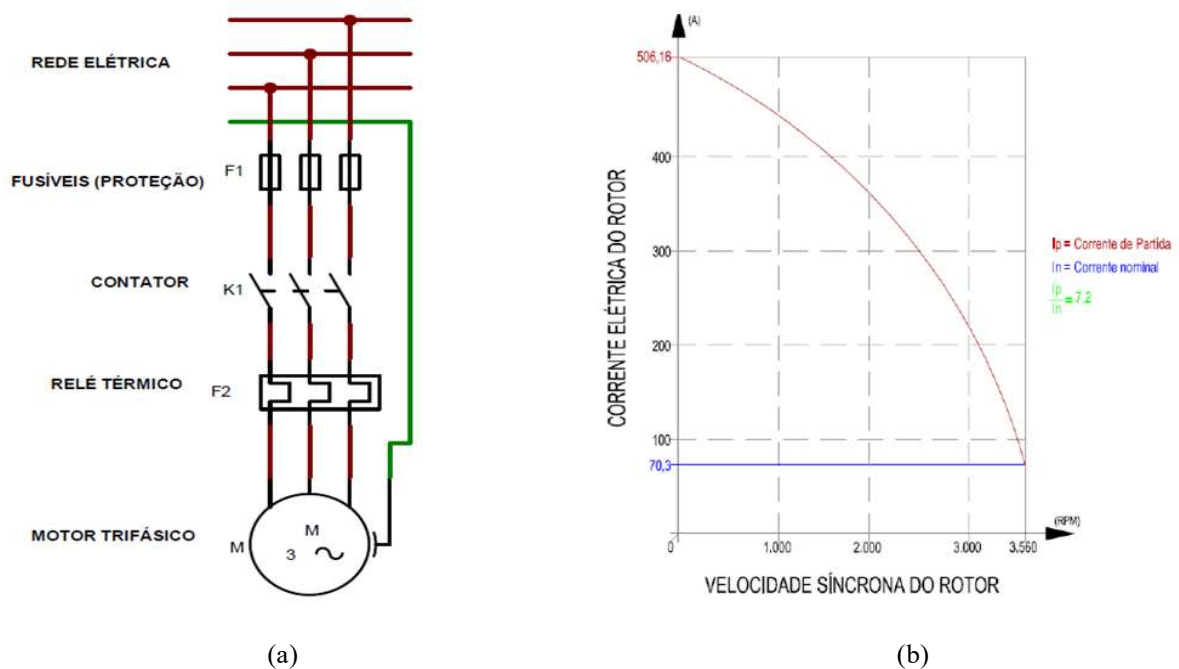 REDE ELÉTRICA
FUSÍVEIS (PROTEÇÃO)
F1
CONTATOR
K1
RELÉ TÉRMICO
F2
MOTOR TRIFÁSICO
M
M
3
(a)
(A)
506,16
400
300
200
100
70,3
0
1.000
2.000
3.000
3.560
(RPM)
CORRENTE ELÉTRICA DO ROTOR
VELOCIDADE SÍNCRONA DO ROTOR
Ip = Corrente de Partida
In = Corrente nominal
Ip
In
= 7,2
(b)